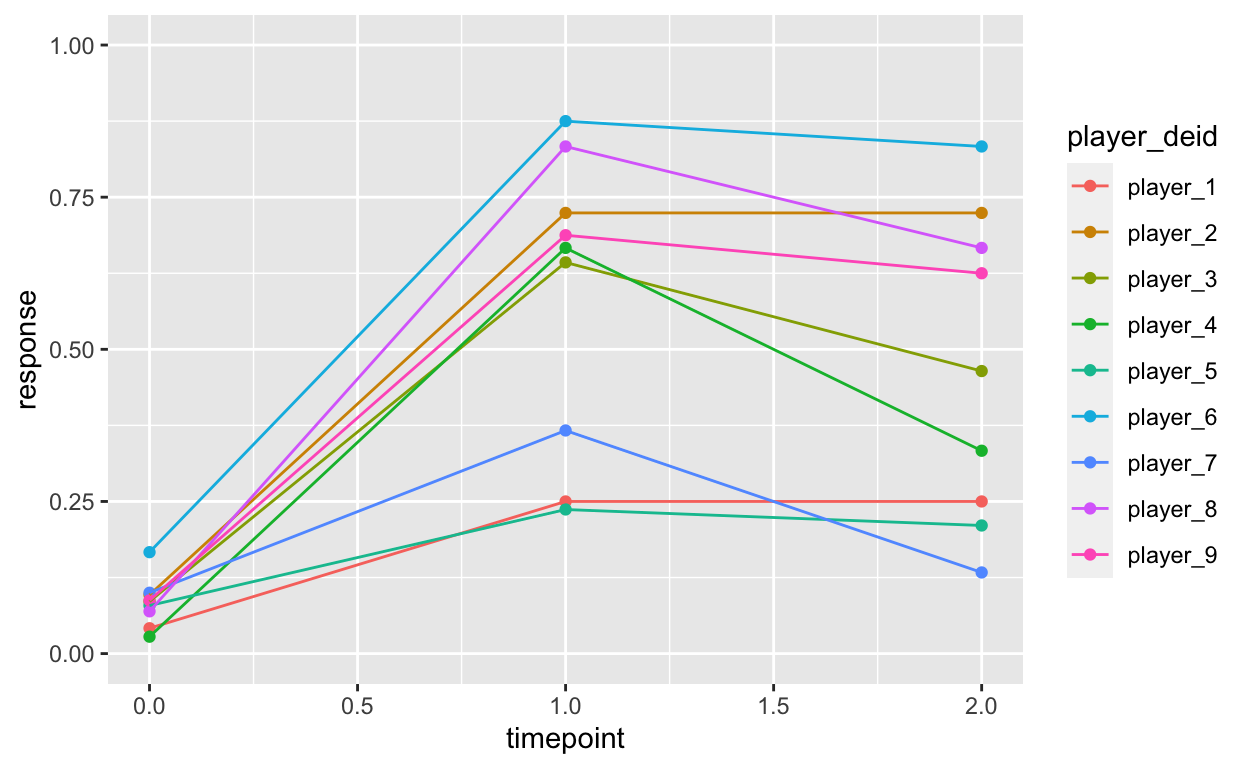 1.00
0.75
0.50
0.25
0.00
response
0.0 0.5 1.0 1.5 2.0
timepoint
player_deid
player_1
player_2
player_3
player_4
player_5
player_6
player_7
player_8
player_9